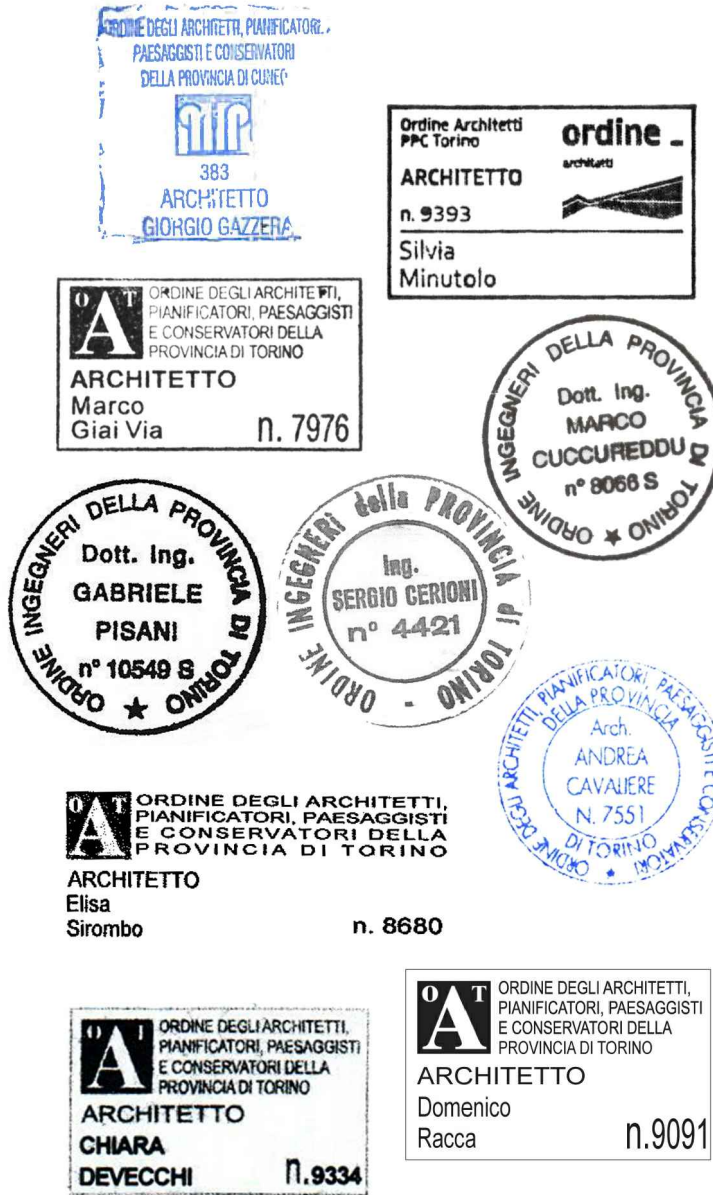 ORDINE DEGLI ARCHITETTI, PIANIFICATORI,
PAESAGGISTI E CONSERVATORI
DELLA PROVINCIA DI CUNEO
383
ARCHITETTO
GIORGIO GAZZERA
Ordine Architetti
PPC Torino
ordine
architetti
ARCHITETTO
n. 9393
Silvia
Minutolo
OAT
ORDINE DEGLI ARCHITETTI,
PIANIFICATORI, PAESAGGISTI
E CONSERVATORI DELLA
PROVINCIA DI TORINO
ARCHITETTO
Marco
Giai Via n. 7976
ORDINE INGEGNERI DELLA PROVINCIA DI TORINO
Dott. Ing.
MARCO
CUCCUREDDU
n° 8066 S
ORDINE INGEGNERI DELLA PROVINCIA DI TORINO
Dott. Ing.
GABRIELE
PISANI
n° 10549 S
ORDINE INGEGNERI della PROVINCIA di TORINO
Ing.
SERGIO CERIONI
n° 4421
ORDINE DEGLI ARCHITETTI, PIANIFICATORI PAESAGGISTI E CONSERVATORI
DELLA PROVINCIA
Arch.
ANDREA
CAVALIERE
N. 7551
DI TORINO
OAT
ORDINE DEGLI ARCHITETTI,
PIANIFICATORI, PAESAGGISTI
E CONSERVATORI DELLA
PROVINCIA DI TORINO
ARCHITETTO
Elisa
Sirombo n. 8680
OAT
ORDINE DEGLI ARCHITETTI,
PIANIFICATORI, PAESAGGISTI
E CONSERVATORI DELLA
PROVINCIA DI TORINO
ARCHITETTO
CHIARA
DEVECCHI n.9334
OAT
ORDINE DEGLI ARCHITETTI,
PIANIFICATORI, PAESAGGISTI
E CONSERVATORI DELLA
PROVINCIA DI TORINO
ARCHITETTO
Domenico
Racca n.9091